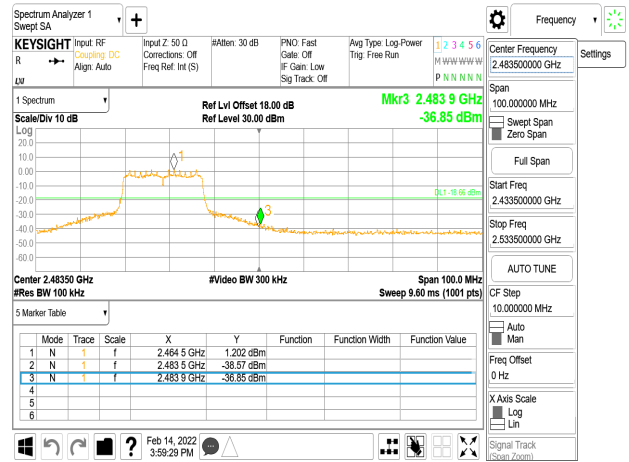 Spectrum Analyzer 1
Swept SA
Frequency
KEYSIGHT
R
LXI
Input: RF
Coupling: DC
Align: Auto
Input Z: 50 Ω
Corrections: Off
Freq Ref: Int (S)
#Atten: 30 dB
PNO: Fast
Gate: Off
IF Gain: Low
Sig Track: Off
Avg Type: Log-Power
Trig: Free Run
1 2 3 4 5 6
M W W W W W
P N N N N N
Center Frequency
2.483500000 GHz
Settings
Span
100.000000 MHz
Swept Span
Zero Span
Full Span
Start Freq
2.433500000 GHz
Stop Freq
2.533500000 GHz
AUTO TUNE
CF Step
10.000000 MHz
Auto
Man
Freq Offset
0 Hz
X Axis Scale
Log
Lin
Signal Track
(Span Zoom)
1 Spectrum
Scale/Div 10 dB
Ref Lvl Offset 18.00 dB
Ref Level 30.00 dBm
Mkr3 2.483 9 GHz
-36.85 dBm
Log
20.0
10.0
0.00
-10.0
-20.0
-30.0
-40.0
-50.0
-60.0
1
3
DL1 -18.66 dBm
Center 2.48350 GHz
#Res BW 100 kHz
#Video BW 300 kHz
Span 100.0 MHz
Sweep 9.60 ms (1001 pts)
5 Marker Table
Mode Trace Scale X Y Function Function Width Function Value
1 N 1 f 2.464 5 GHz 1.202 dBm
2 N 1 f 2.483 5 GHz -38.57 dBm
3 N 1 f 2.483 9 GHz -36.85 dBm
4
5
6
?
Feb 14, 2022
3:59:29 PM